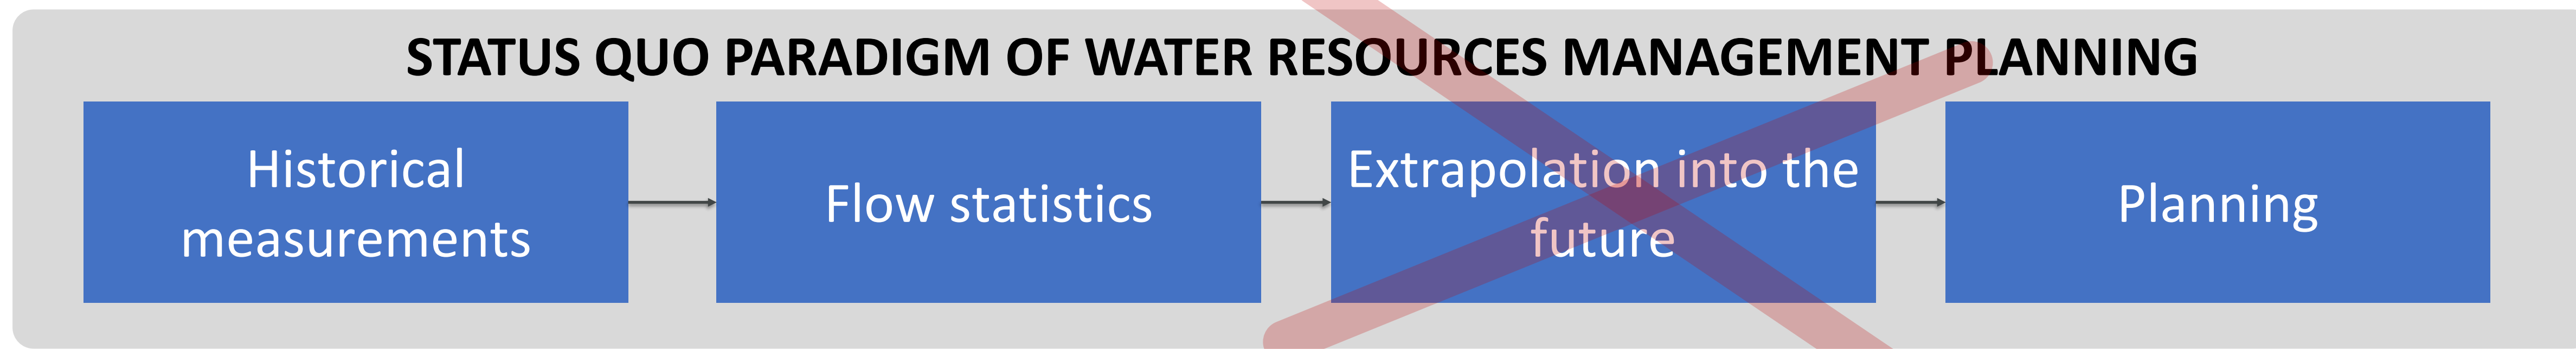 STATUS QUO PARADIGM OF WATER RESOURCES MANAGEMENT PLANNING
Historical
measurements
Flow statistics
Extrapolation into the
future
Planning